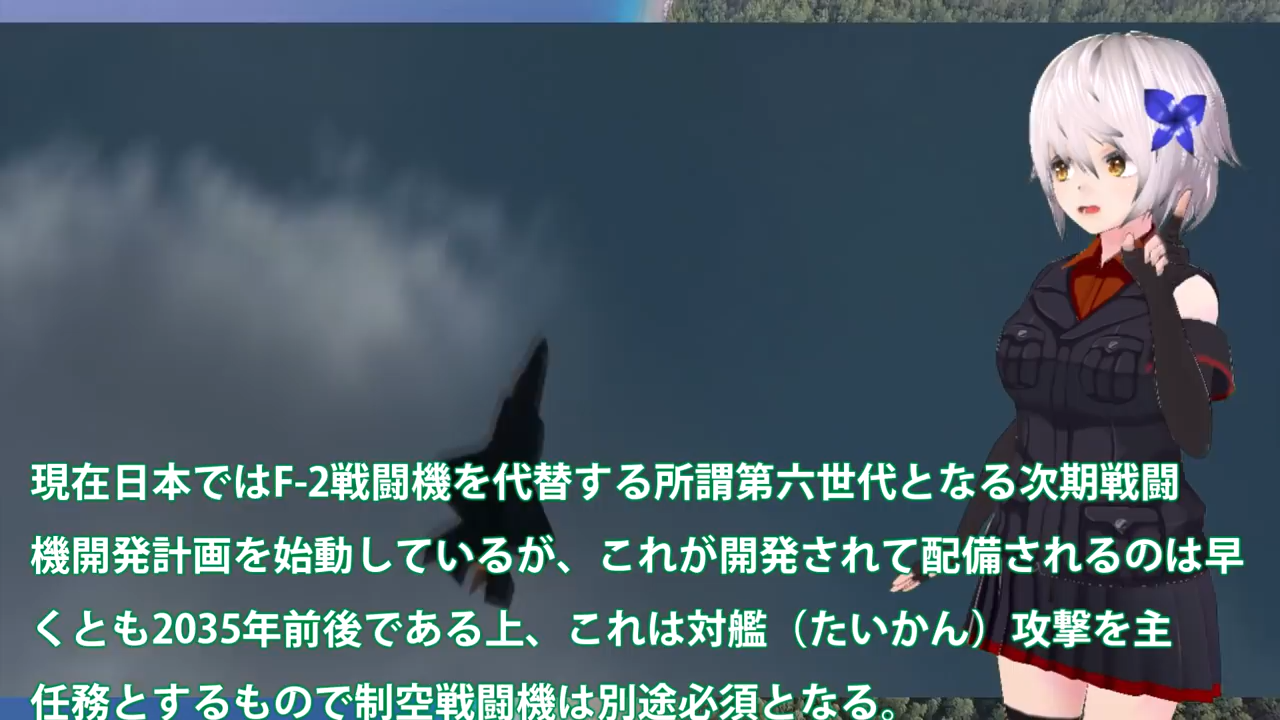 現在日本ではF-2戦闘機を代替する所謂第六世代となる次期戦闘
機開発計画を始動しているが、これが開発されて配備されるのは早
くとも2035年前後である上、これは対艦（たいかん）攻撃を主
任務とするもので制空戦闘機は別途必須となる。